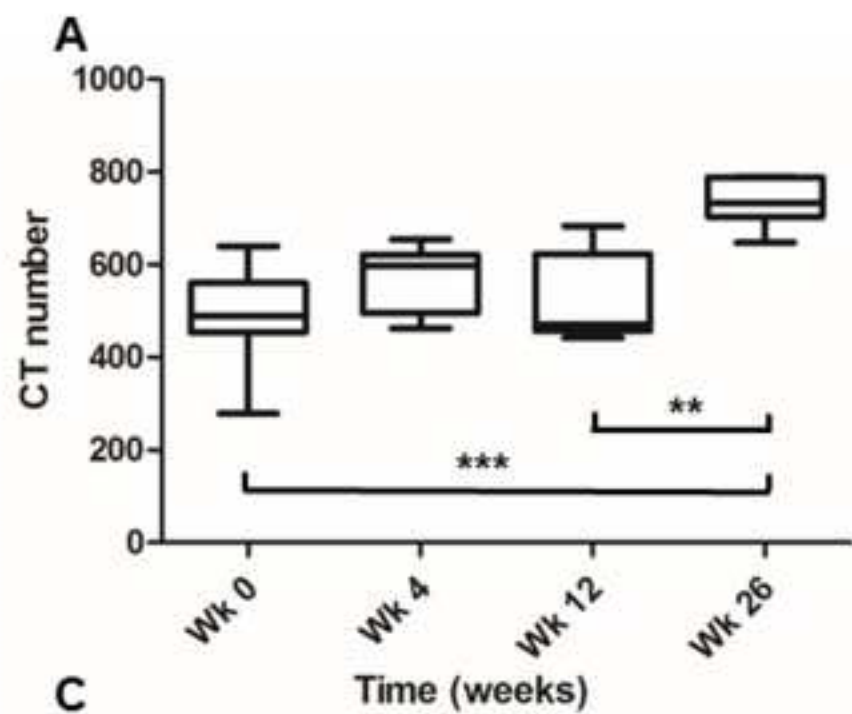 A
1000
800
600
400
200
0
CT number
**
***
Wk 0
Wk 4
Wk 12
Wk 26
Time (weeks)
C